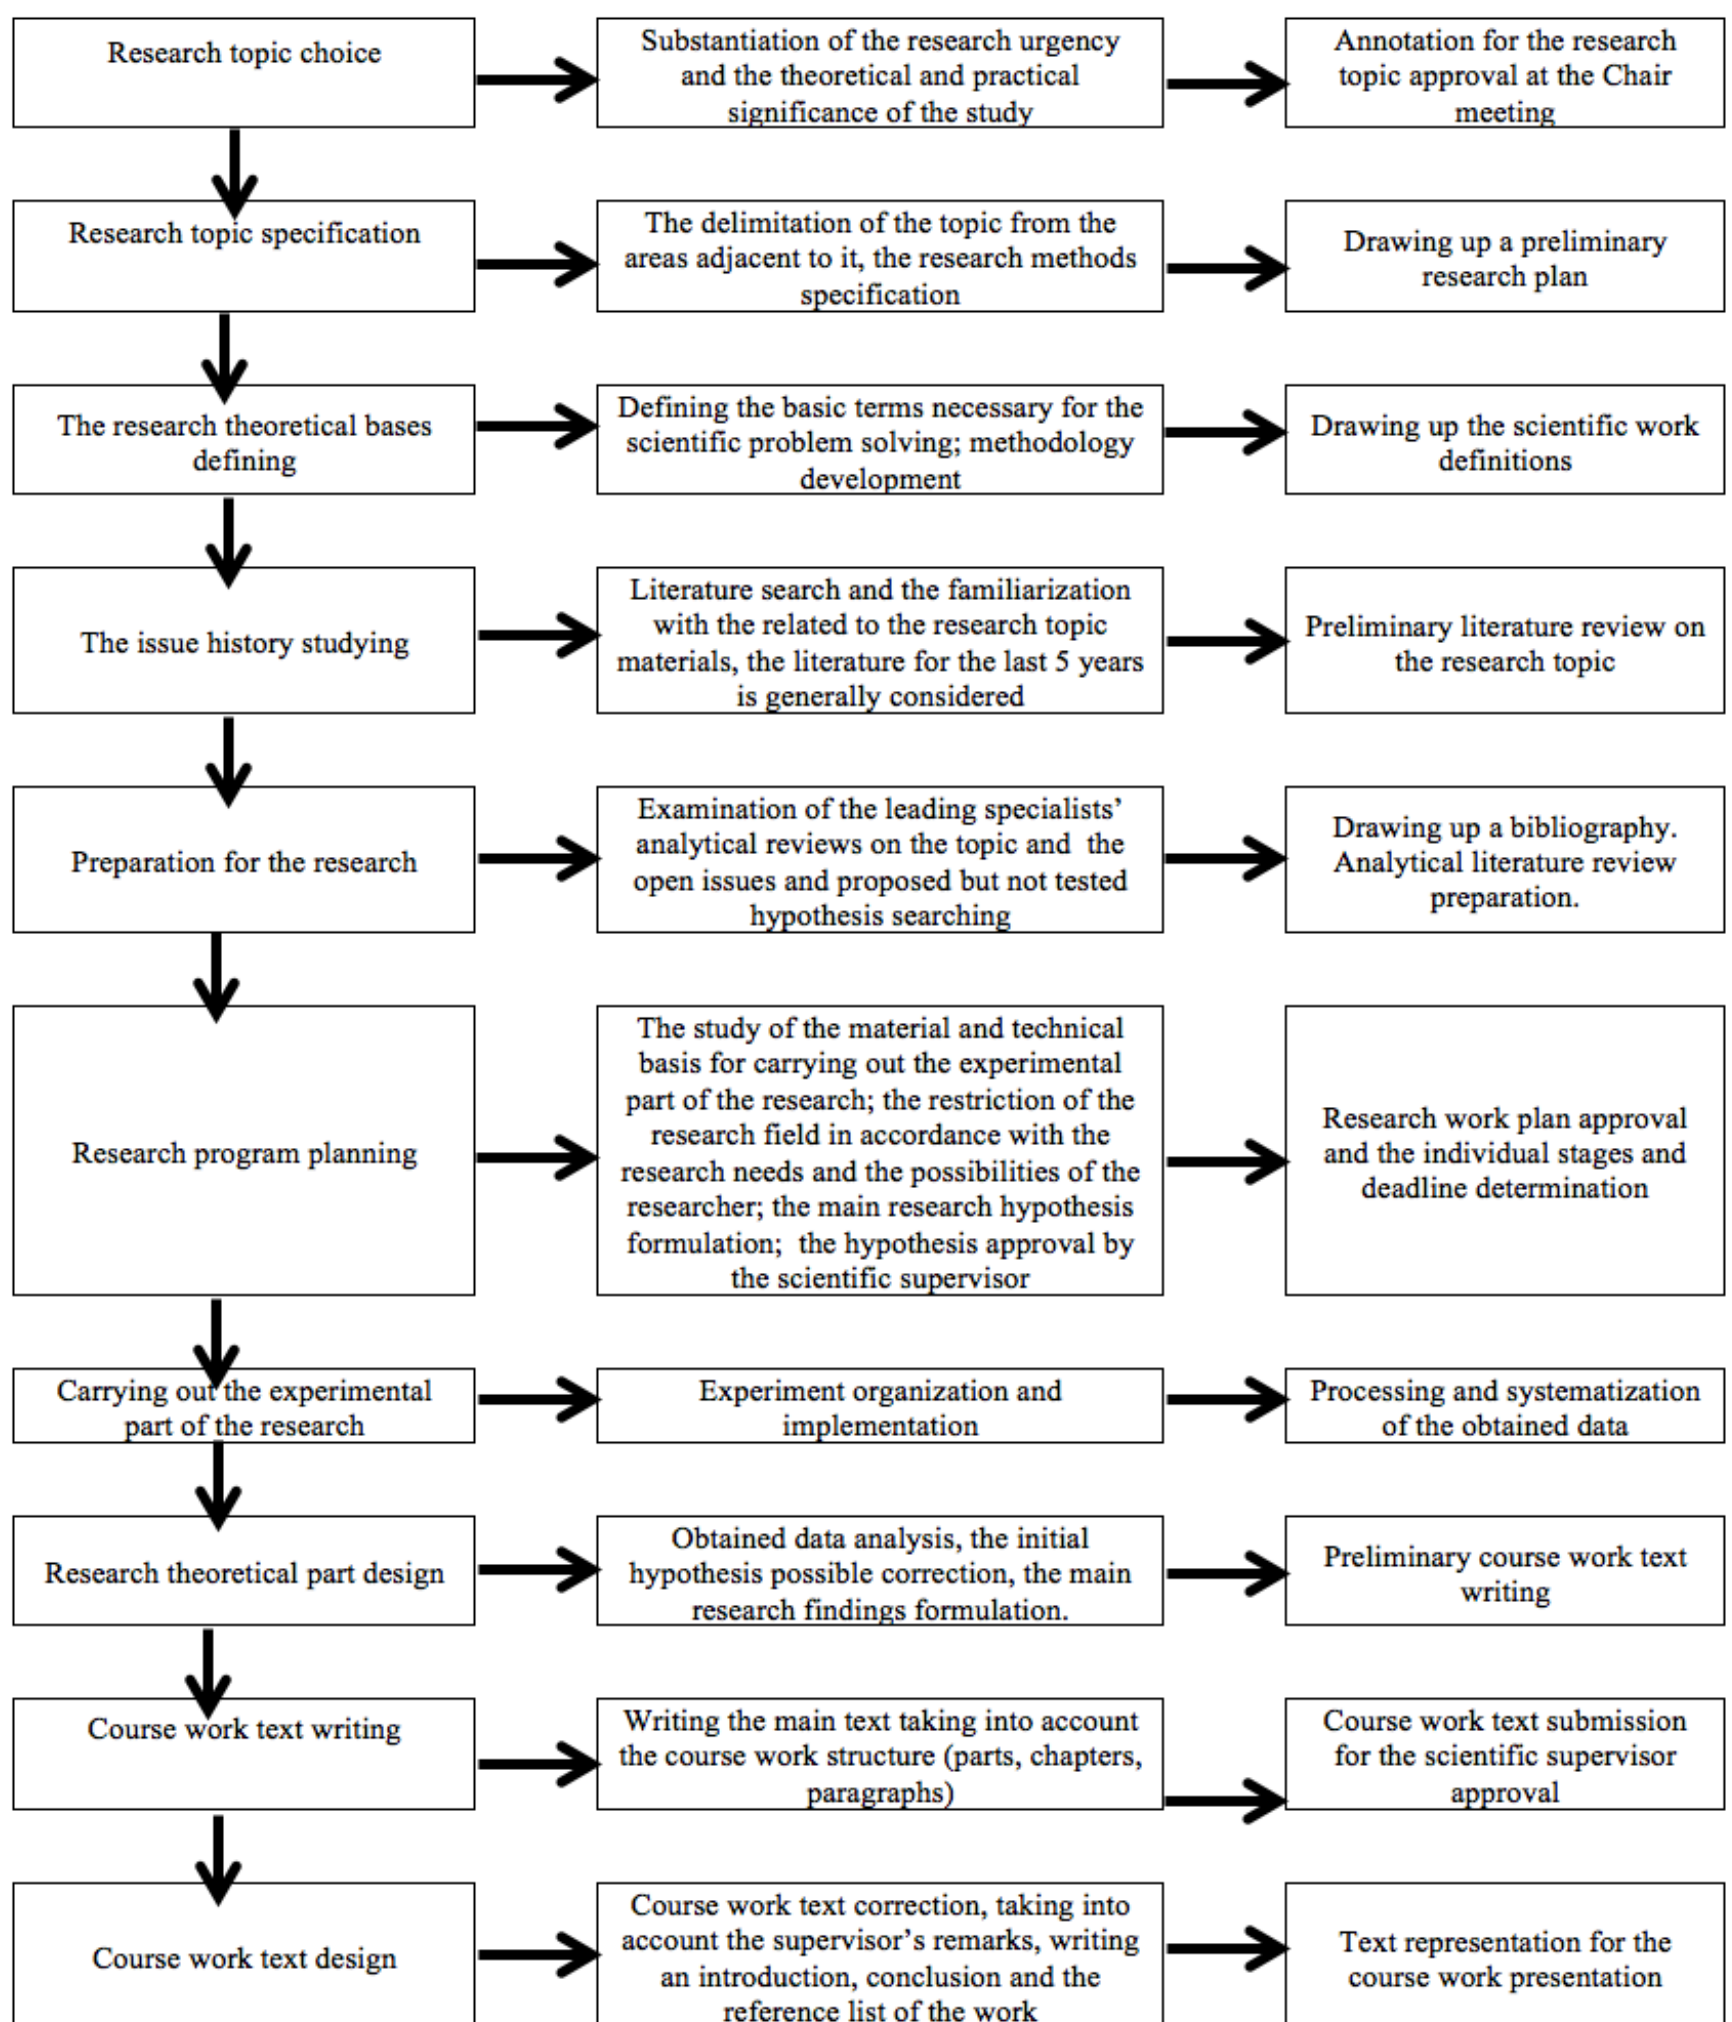 Research topic choice
Substantiation of the research urgency
and the theoretical and practical
significance of the study
Annotation for the research
topic approval at the Chair
meeting
Research topic specification
The delimitation of the topic from the
areas adjacent to it, the research methods
specification
Drawing up a preliminary
research plan
The research theoretical bases
defining
Defining the basic terms necessary for the
scientific problem solving; methodology
development
Drawing up the scientific work
definitions
The issue history studying
Literature search and the familiarization
with the related to the research topic
materials, the literature for the last 5 years
is generally considered
Preliminary literature review on
the research topic
Preparation for the research
Examination of the leading specialists’
analytical reviews on the topic and the
open issues and proposed but not tested
hypothesis searching
Drawing up a bibliography.
Analytical literature review
preparation.
Research program planning
The study of the material and technical
basis for carrying out the experimental
part of the research; the restriction of the
research field in accordance with the
research needs and the possibilities of the
researcher; the main research hypothesis
formulation; the hypothesis approval by
the scientific supervisor
Research work plan approval
and the individual stages and
deadline determination
Carrying out the experimental
part of the research
Experiment organization and
implementation
Processing and systematization
of the obtained data
Research theoretical part design
Obtained data analysis, the initial
hypothesis possible correction, the main
research findings formulation.
Preliminary course work text
writing
Course work text writing
Writing the main text taking into account
the course work structure (parts, chapters,
paragraphs)
Course work text submission
for the scientific supervisor
approval
Course work text design
Course work text correction, taking into
account the supervisor’s remarks, writing
an introduction, conclusion and the
reference list of the work
Text representation for the
course work presentation